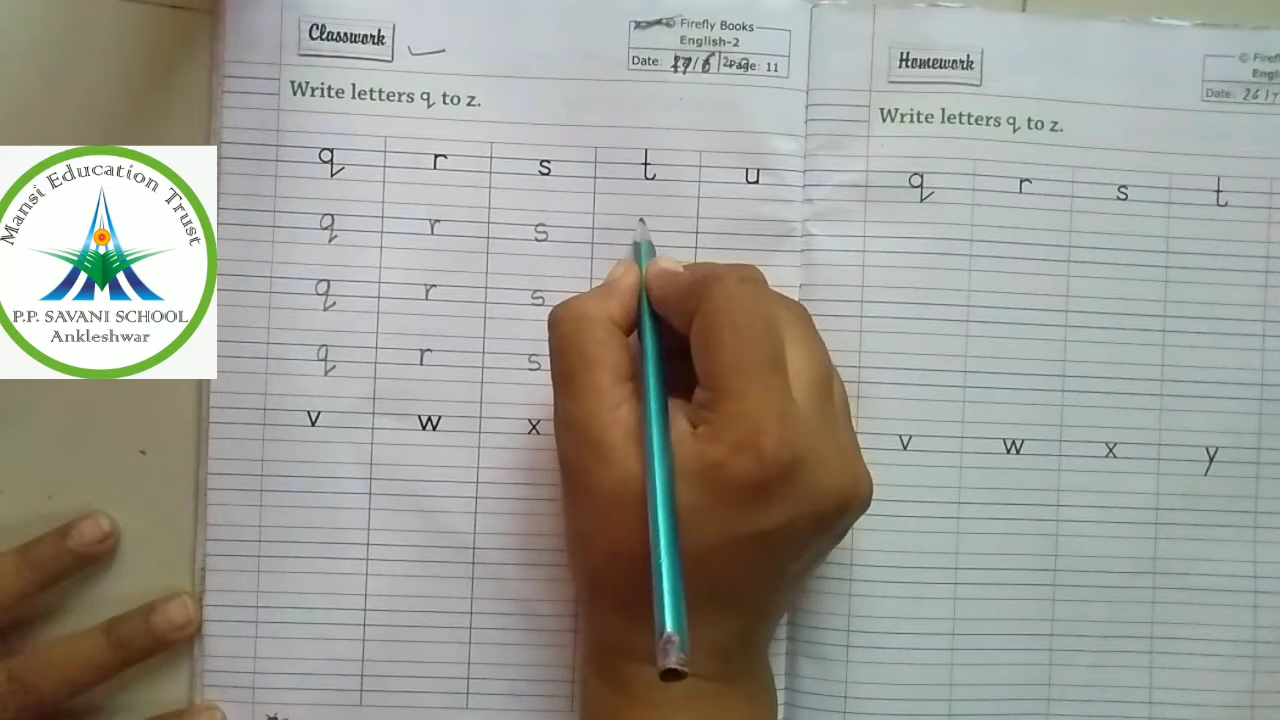 Classwork
© Firefly Books
English-2
Date: Page: 11
Write letters q to z.
q r s t u
q r s
q r s
q r s
v w x
Homework
Date: 26/
Write letters q to z.
q r s t
v w x y
Mansi Education Trust
P.P. SAVANI SCHOOL
Ankleshwar